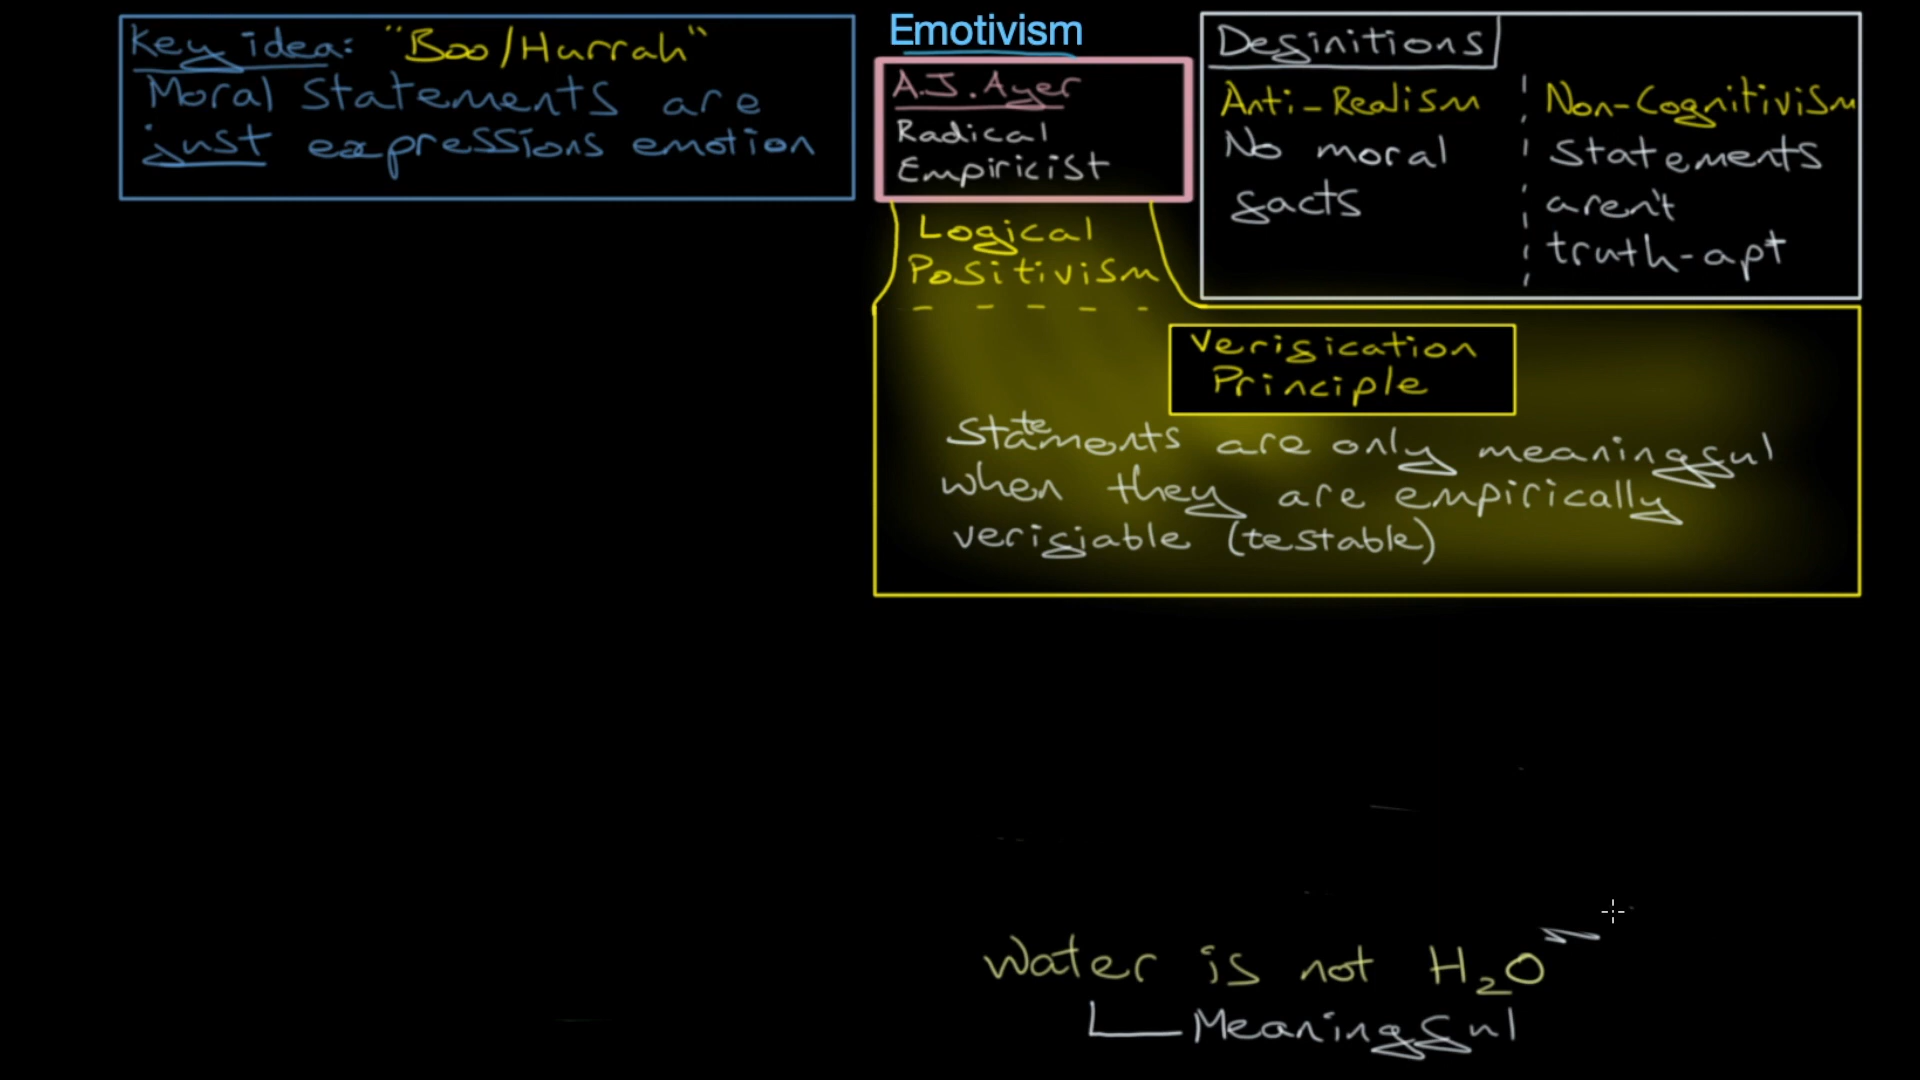 Emotivism
Key idea: "Boo/Hurrah"
Moral Statements are
just expressions emotion
A.J. Ayer
Radical
Empiricist
Definitions
Anti-Realism
No moral
facts
Non-Cognitivism
Statements
aren't
truth-apt
Logical
Positivism
Verification
Principle
Statements are only meaningful
when they are empirically
verifiable (testable)
Water is not H₂O
Meaningful